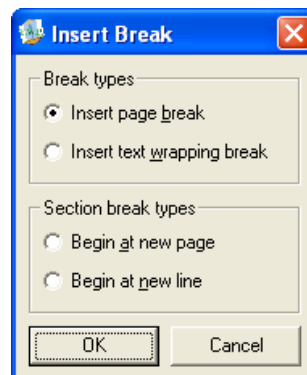 Insert Break
Break types
Insert page break
Insert text wrapping break
Section break types
Begin at new page
Begin at new line
OK
Cancel